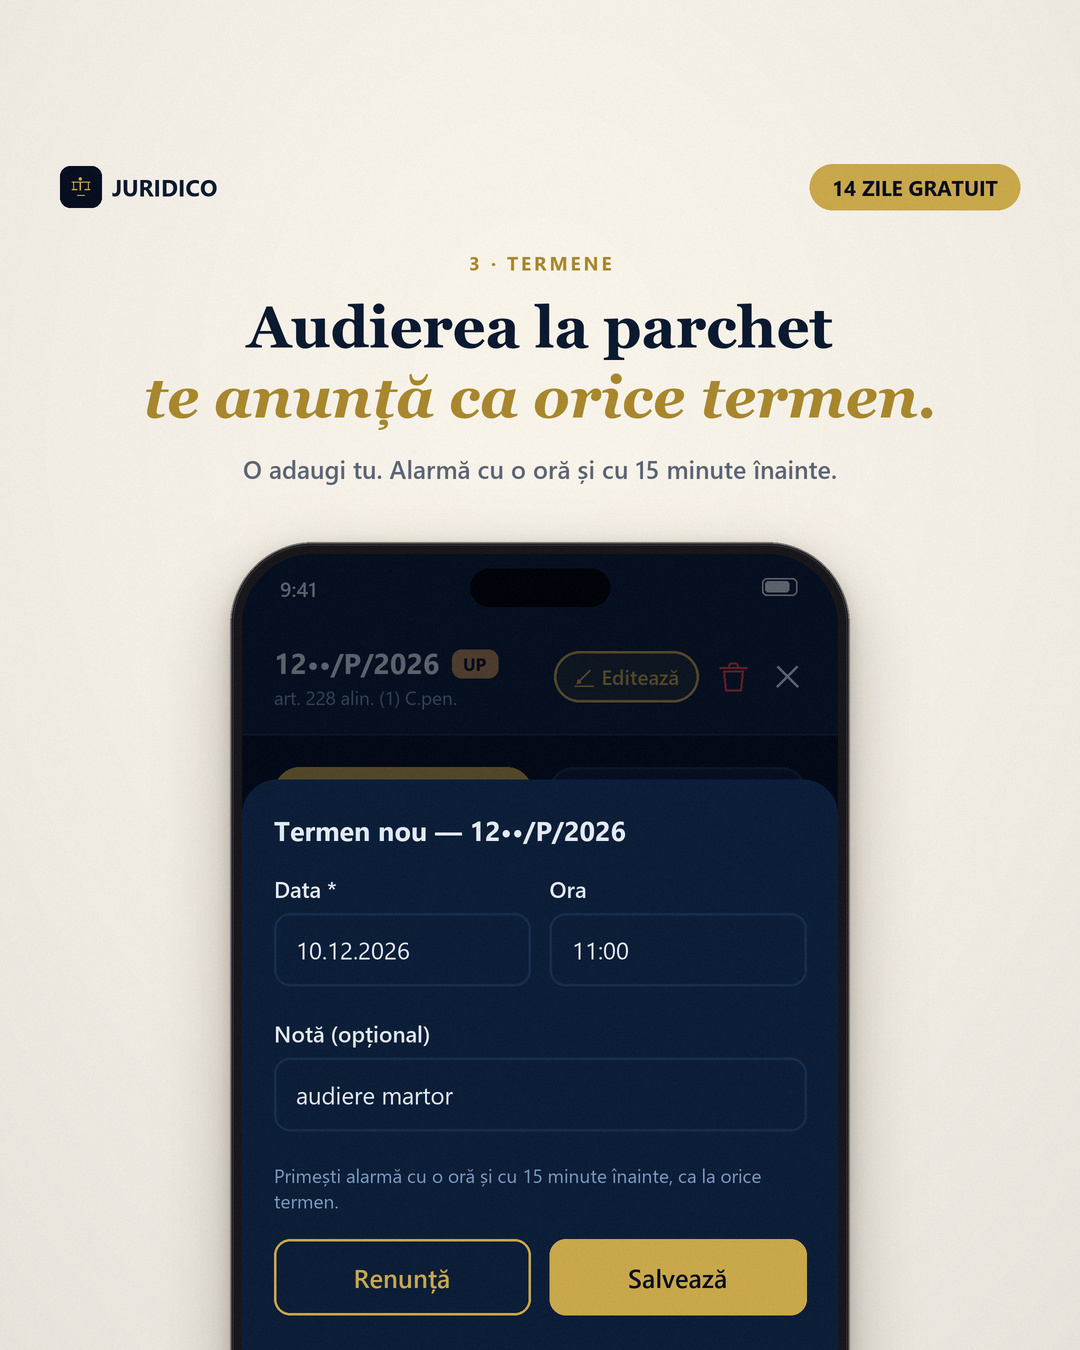 JURIDICO
14 ZILE GRATUIT
3 · TERMENE
Audierea la parchet
te anunță ca orice termen.
O adaugi tu. Alarmă cu o oră și cu 15 minute înainte.
9:41
12••/P/2026 UP
Editează
art. 228 alin. (1) C.pen.
Termen nou — 12••/P/2026
Data *
Ora
10.12.2026
11:00
Notă (opțional)
audiere martor
Primești alarmă cu o oră și cu 15 minute înainte, ca la orice
termen.
Renunță
Salvează